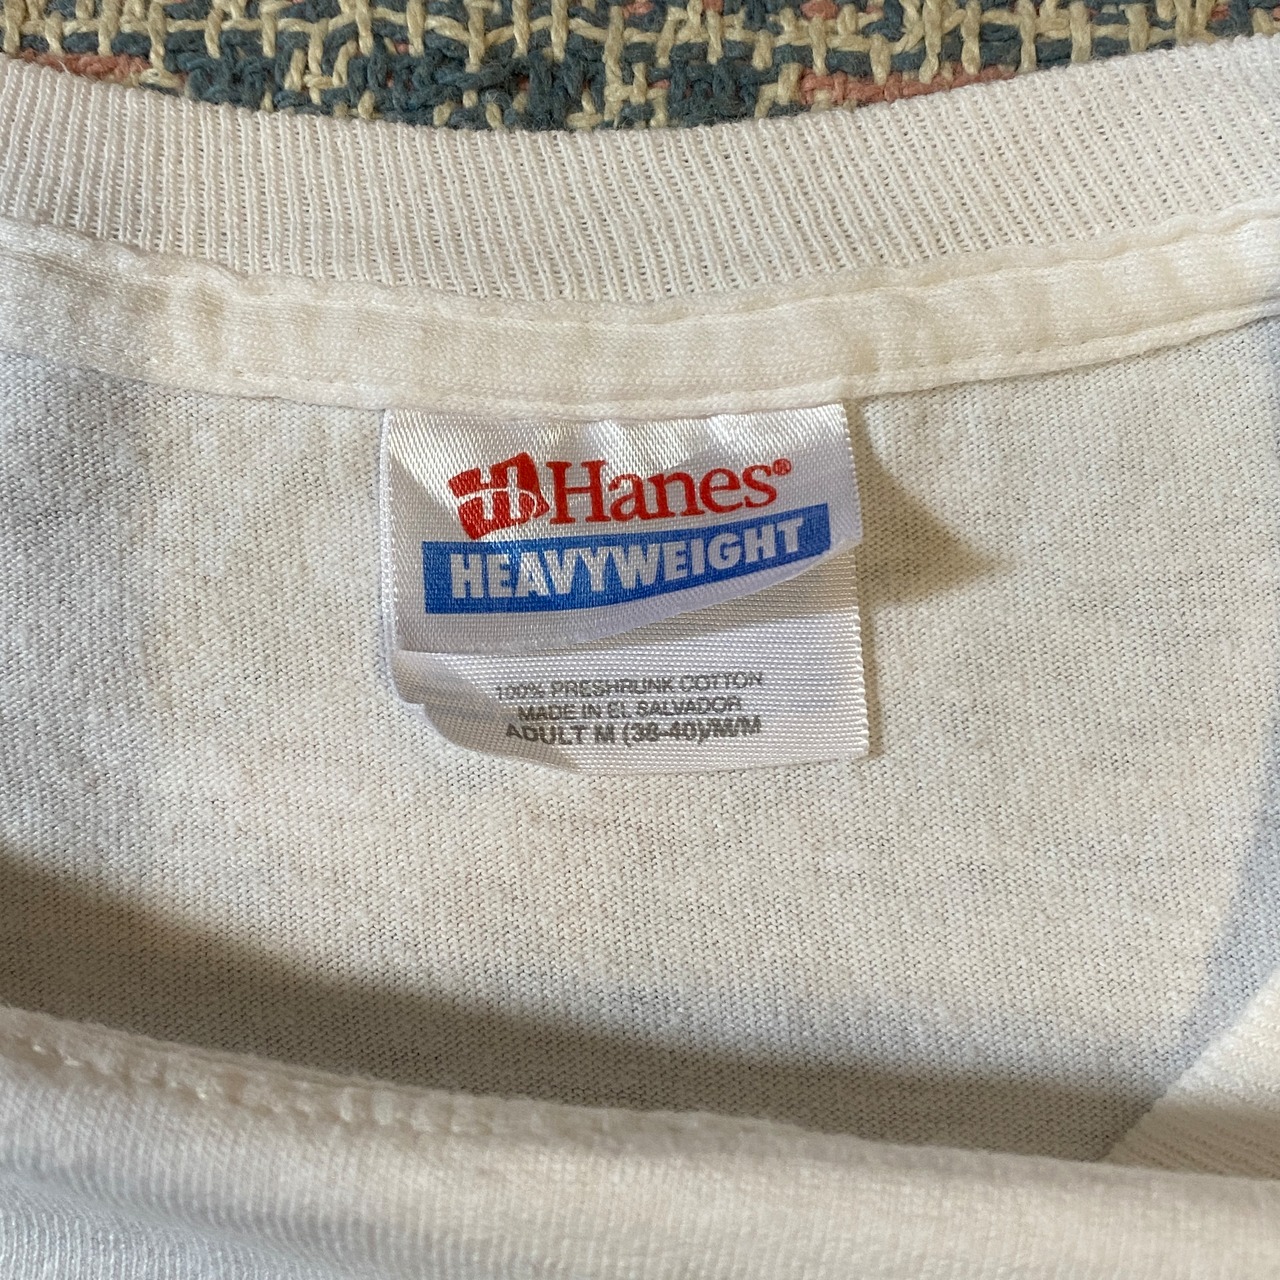 Hanes®
HEAVYWEIGHT
100% PRESHRUNK COTTON
MADE IN EL SALVADOR
ADULT M (38-40)/M/M